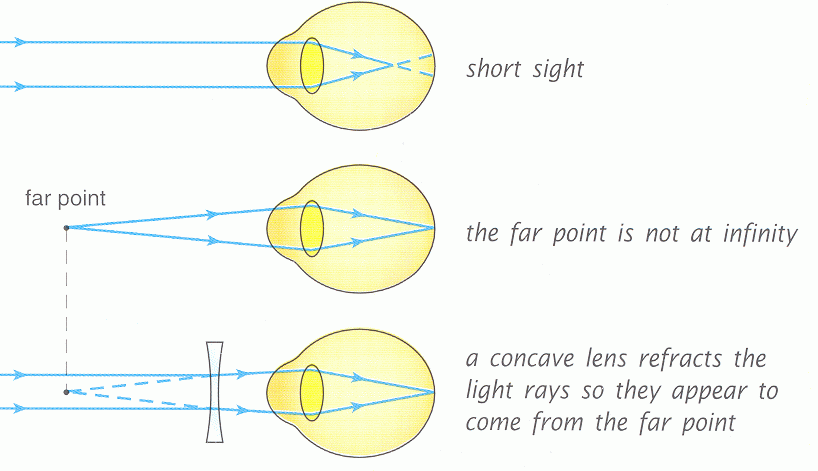 short sight
far point
the far point is not at infinity
a concave lens refracts the
light rays so they appear to
come from the far point